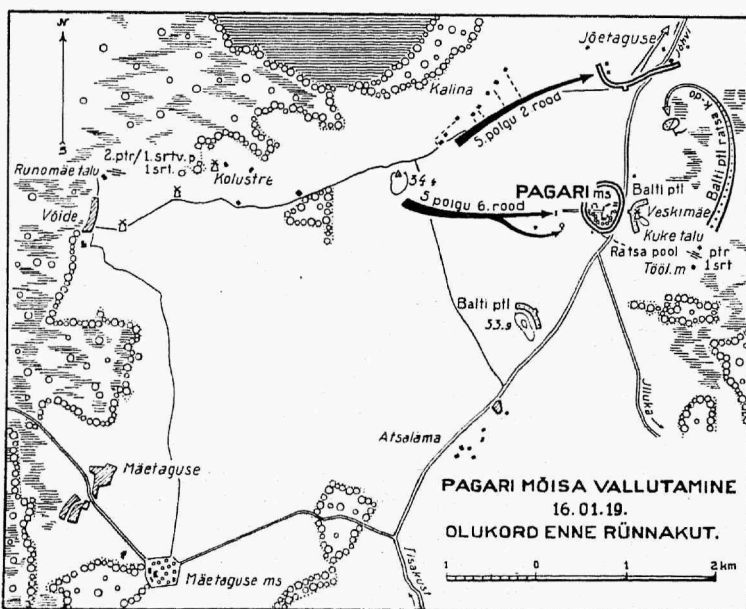 N
Jõetaguse
Kalina
5. polgu 2. rood
Balti ptl ratsa k-do
2.ptr/1.srtv.p.
1 srt.
Kolustre
Runomäe talu
Võide
5 polgu 6. rood
PAGARI ms
Balti ptl
Veskimäe
Kuke talu
Ratsa pool
ptr
1 srt
Tööl.m
Balti ptl
53.9
Jlluka
Atsalama
Mäetaguse
PAGARI MÕISA VALLUTAMINE
16.01.19.
OLUKORD ENNE RÜNNAKUT.
Mäetaguse ms
1 0 1 2 km